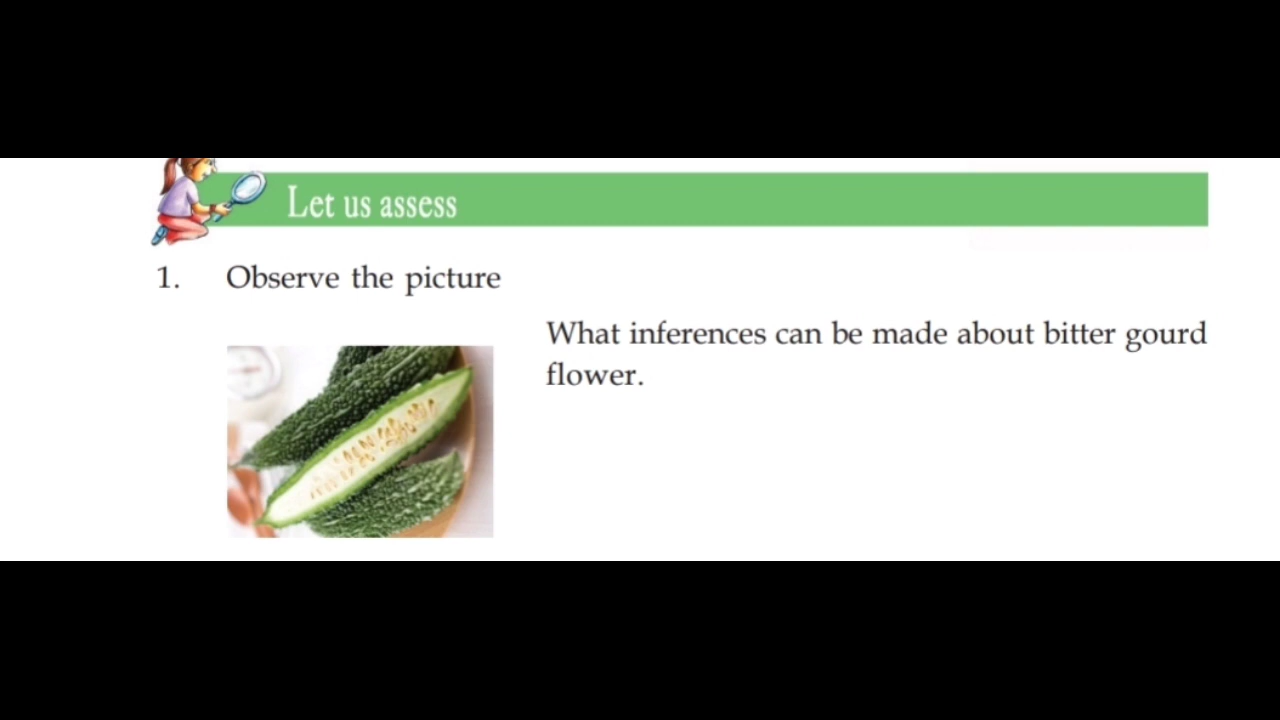 Let us assess
1. Observe the picture
What inferences can be made about bitter gourd
flower.